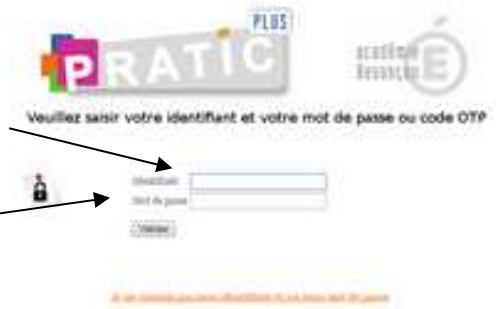 PLUS
PRATIC
académie
Besançon
Veuillez saisir votre identifiant et votre mot de passe ou code OTP
Identifiant
Mot de passe
Valider